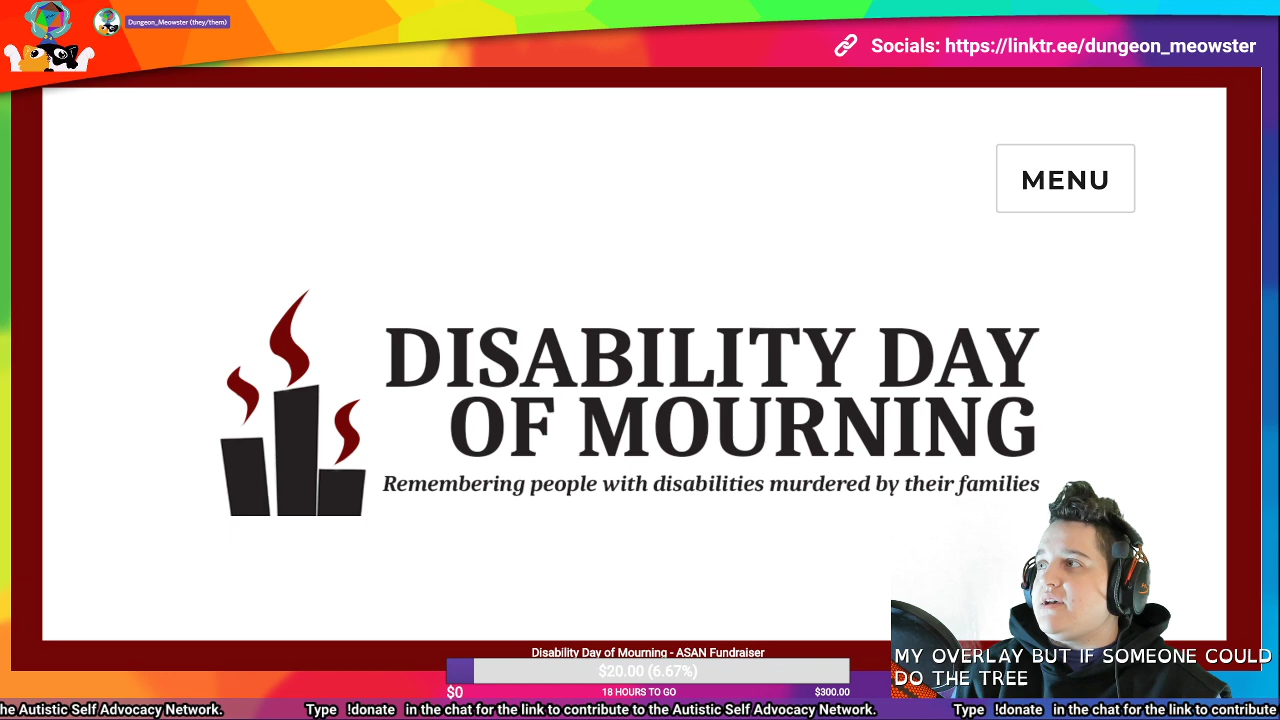 Dungeon_Meowster (they/them)
Socials: https://linktr.ee/dungeon_meowster
MENU
DISABILITY DAY
OF MOURNING
Remembering people with disabilities murdered by their families
MY OVERLAY BUT IF SOMEONE COULD
DO THE TREE
Disability Day of Mourning - ASAN Fundraiser
$20.00 (6.67%)
$0 18 HOURS TO GO $300.00
he Autistic Self Advocacy Network. Type !donate in the chat for the link to contribute to the Autistic Self Advocacy Network. Type !donate in the chat for the link to contribute